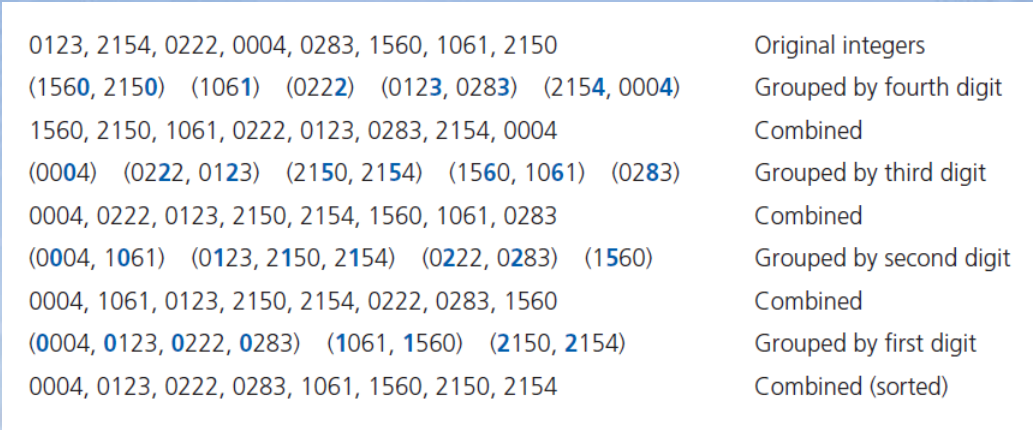 0123, 2154, 0222, 0004, 0283, 1560, 1061, 2150 Original integers
(1560, 2150) (1061) (0222) (0123, 0283) (2154, 0004) Grouped by fourth digit
1560, 2150, 1061, 0222, 0123, 0283, 2154, 0004 Combined
(0004) (0222, 0123) (2150, 2154) (1560, 1061) (0283) Grouped by third digit
0004, 0222, 0123, 2150, 2154, 1560, 1061, 0283 Combined
(0004, 1061) (0123, 2150, 2154) (0222, 0283) (1560) Grouped by second digit
0004, 1061, 0123, 2150, 2154, 0222, 0283, 1560 Combined
(0004, 0123, 0222, 0283) (1061, 1560) (2150, 2154) Grouped by first digit
0004, 0123, 0222, 0283, 1061, 1560, 2150, 2154 Combined (sorted)